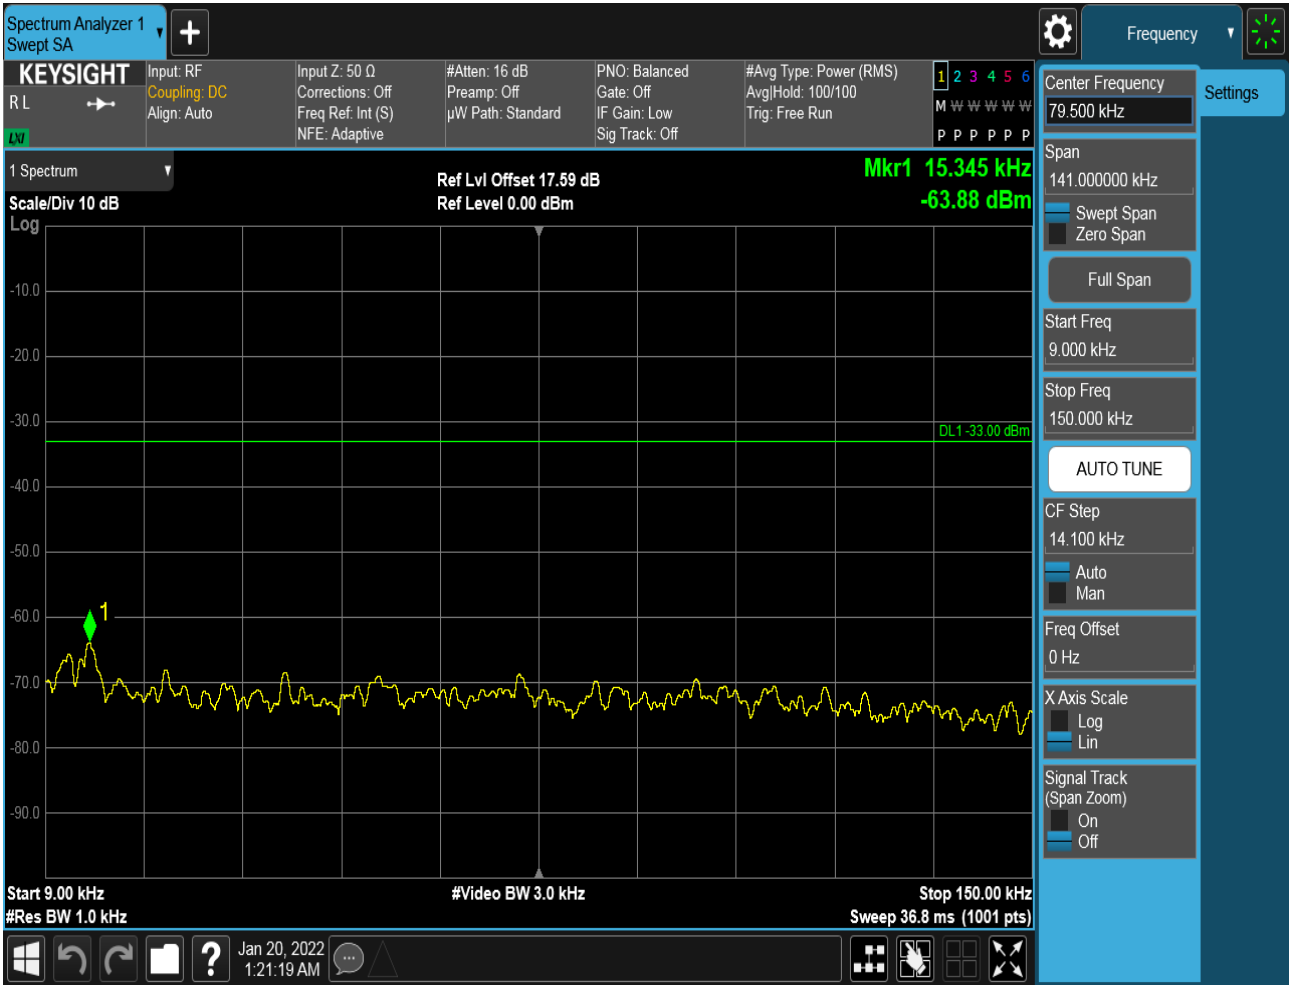 Spectrum Analyzer 1
Swept SA
Frequency
KEYSIGHT
R L
LXI
Input: RF
Coupling: DC
Align: Auto
Input Z: 50 Ω
Corrections: Off
Freq Ref: Int (S)
NFE: Adaptive
#Atten: 16 dB
Preamp: Off
µW Path: Standard
PNO: Balanced
Gate: Off
IF Gain: Low
Sig Track: Off
#Avg Type: Power (RMS)
Avg|Hold: 100/100
Trig: Free Run
1 2 3 4 5 6
M W W W W W
P P P P P P
1 Spectrum
Scale/Div 10 dB
Log
Ref Lvl Offset 17.59 dB
Ref Level 0.00 dBm
Mkr1 15.345 kHz
-63.88 dBm
-10.0
-20.0
-30.0
DL1 -33.00 dBm
-40.0
-50.0
-60.0
1
-70.0
-80.0
-90.0
Start 9.00 kHz
#Res BW 1.0 kHz
#Video BW 3.0 kHz
Stop 150.00 kHz
Sweep 36.8 ms (1001 pts)
?
Jan 20, 2022
1:21:19 AM
Center Frequency
79.500 kHz
Span
141.000000 kHz
Swept Span
Zero Span
Full Span
Start Freq
9.000 kHz
Stop Freq
150.000 kHz
AUTO TUNE
CF Step
14.100 kHz
Auto
Man
Freq Offset
0 Hz
X Axis Scale
Log
Lin
Signal Track
(Span Zoom)
On
Off
Settings